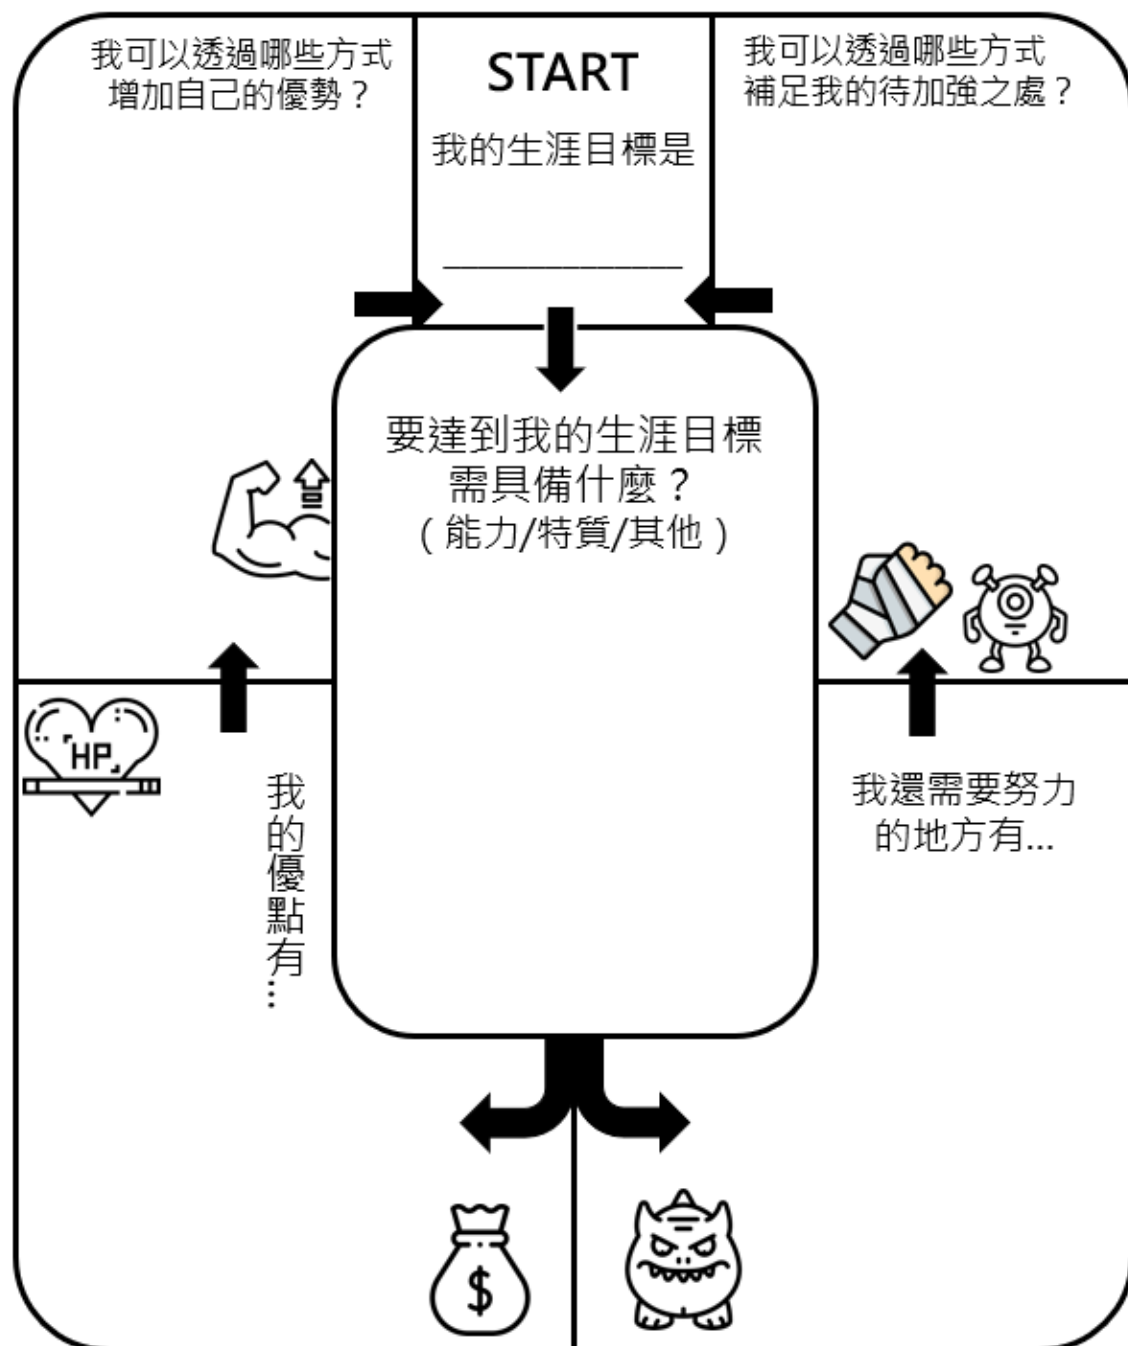 我可以透過哪些方式
增加自己的優勢？
START
我的生涯目標是
______________
我可以透過哪些方式
補足我的待加強之處？
要達到我的生涯目標
需具備什麼？
（能力/特質/其他）
HP
我的優點有...
我還需要努力
的地方有...
$